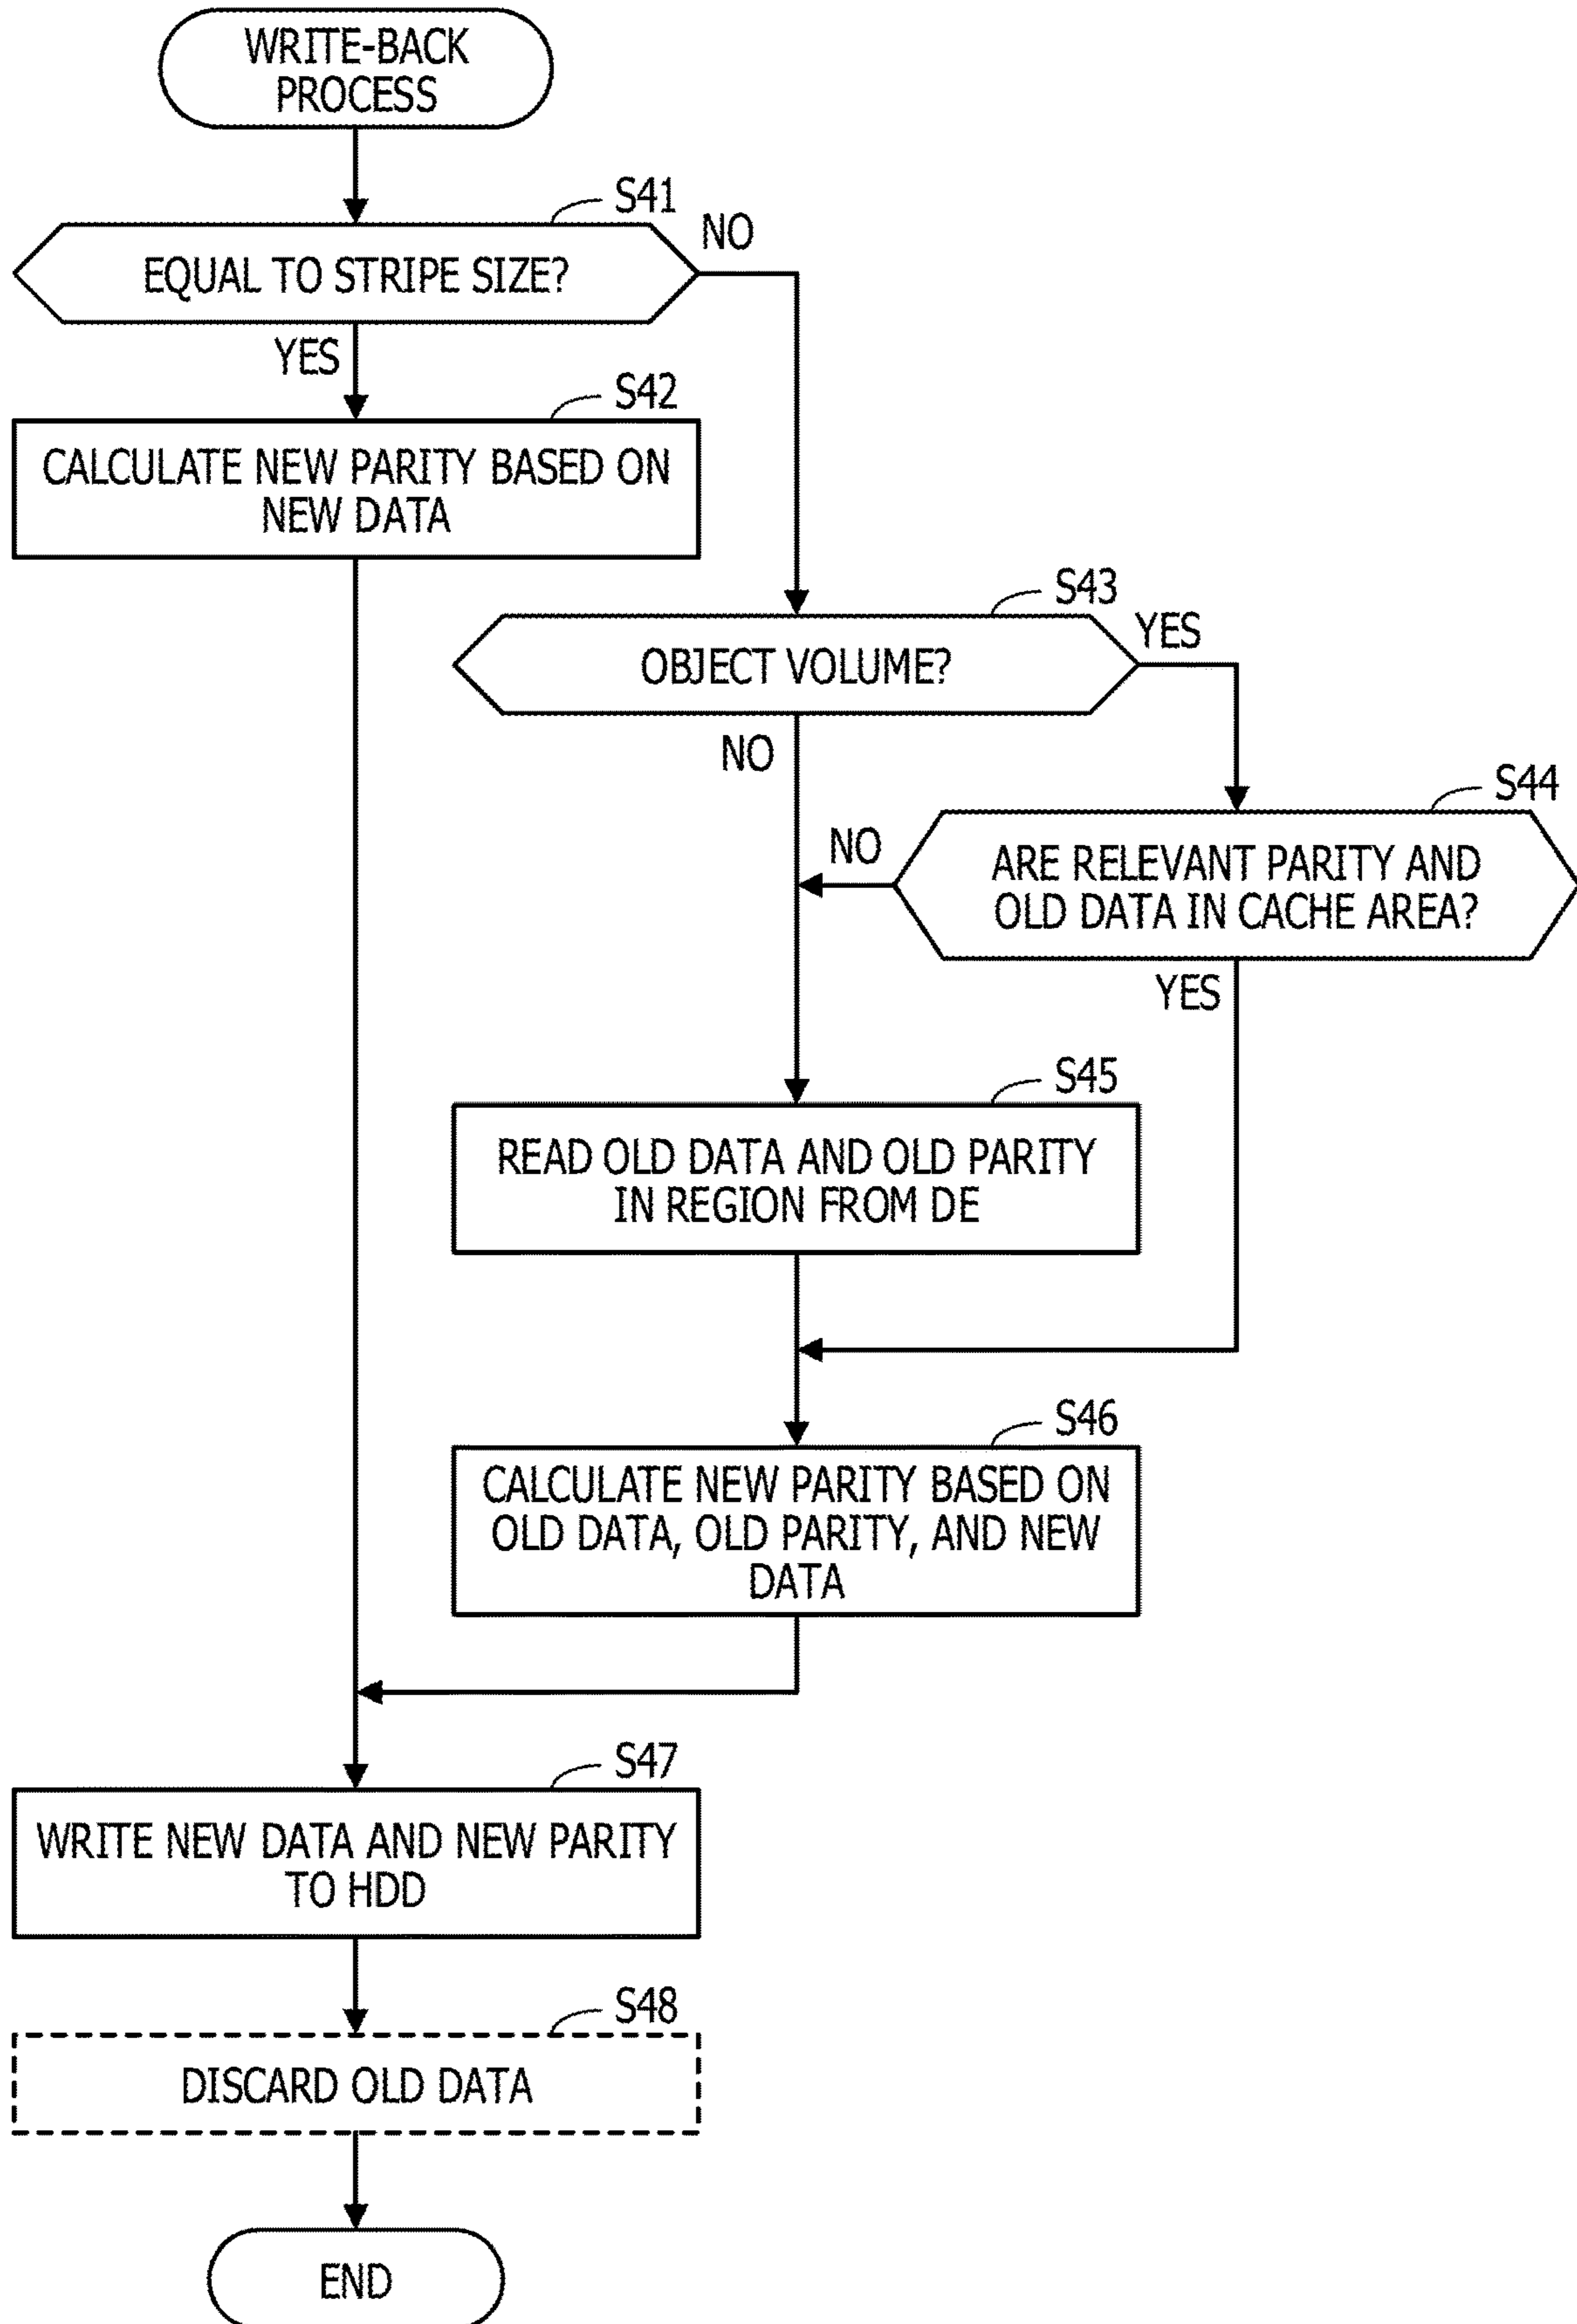 WRITE-BACK
PROCESS
S41
NO
EQUAL TO STRIPE SIZE?
YES
S42
CALCULATE NEW PARITY BASED ON
NEW DATA
S43
YES
OBJECT VOLUME?
NO
S44
NO
ARE RELEVANT PARITY AND
OLD DATA IN CACHE AREA?
YES
S45
READ OLD DATA AND OLD PARITY
IN REGION FROM DE
S46
CALCULATE NEW PARITY BASED ON
OLD DATA, OLD PARITY, AND NEW
DATA
S47
WRITE NEW DATA AND NEW PARITY
TO HDD
S48
DISCARD OLD DATA
END